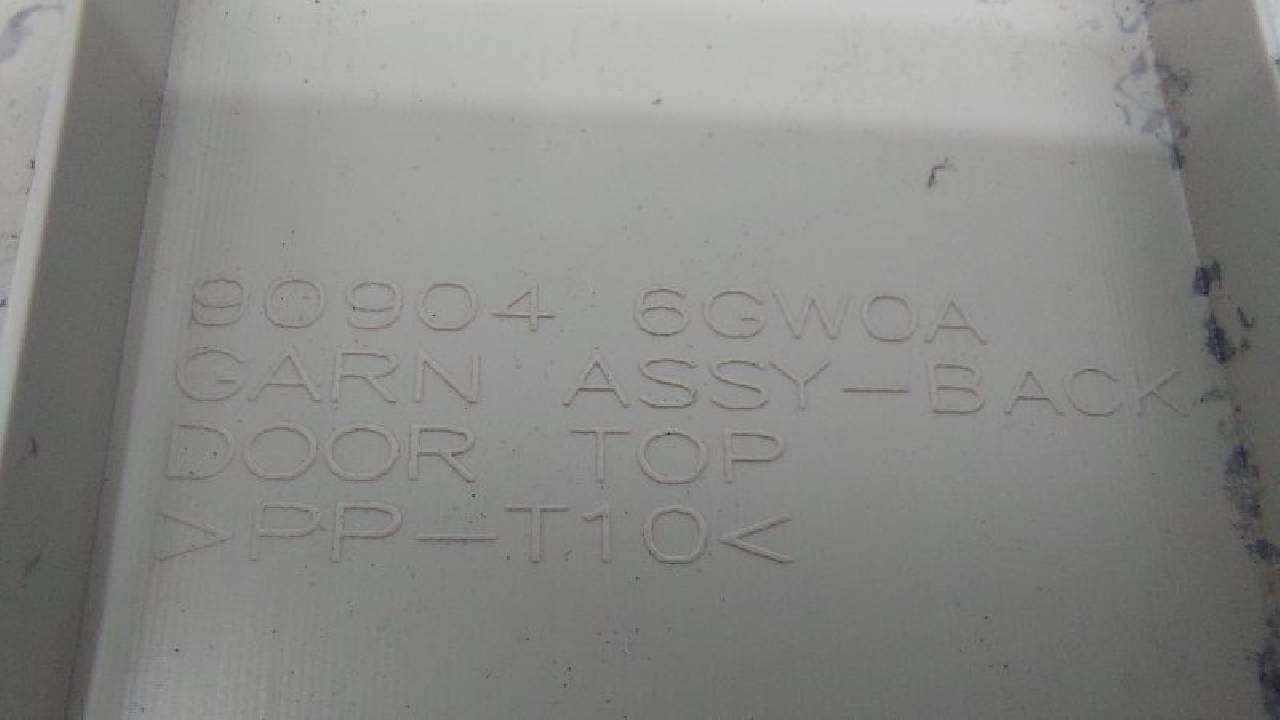 90904 6GW0A
GARN ASSY-BACK
DOOR TOP
>PP-T10<